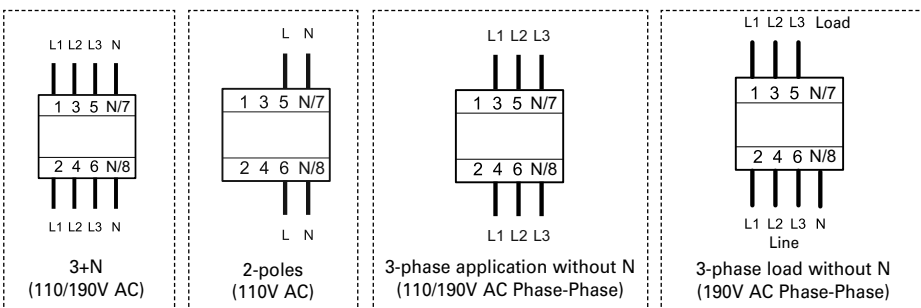 L1 L2 L3 N
1 3 5 N/7
2 4 6 N/8
L1 L2 L3 N
3+N
(110/190V AC)
L N
1 3 5 N/7
2 4 6 N/8
L N
2-poles
(110V AC)
L1 L2 L3
1 3 5 N/7
2 4 6 N/8
L1 L2 L3
3-phase application without N
(110/190V AC Phase-Phase)
L1 L2 L3 Load
1 3 5 N/7
2 4 6 N/8
L1 L2 L3 N
Line
3-phase load without N
(190V AC Phase-Phase)